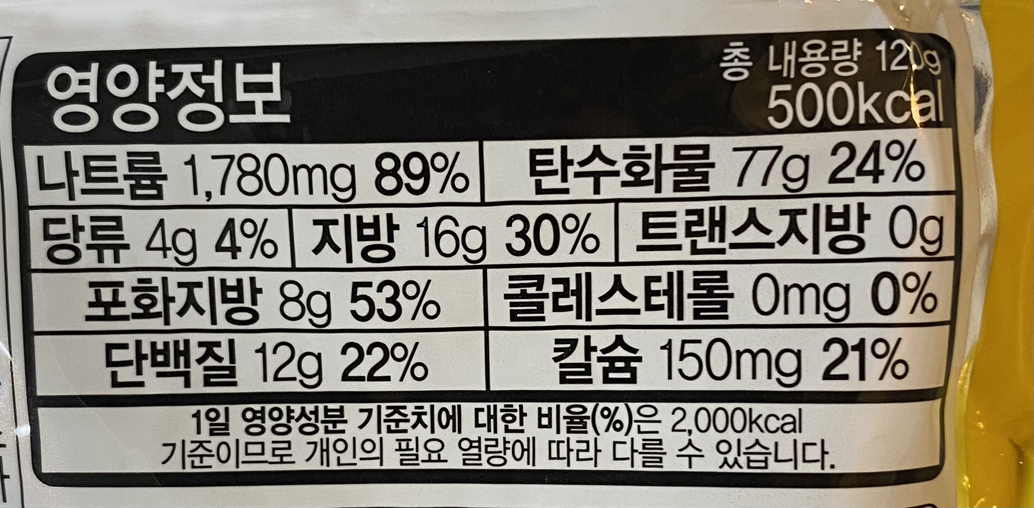 영양정보
총 내용량 120g
500kcal
나트륨 1,780mg 89% 탄수화물 77g 24%
당류 4g 4% 지방 16g 30% 트랜스지방 0g
포화지방 8g 53% 콜레스테롤 0mg 0%
단백질 12g 22% 칼슘 150mg 21%
1일 영양성분 기준치에 대한 비율(%)은 2,000kcal
기준이므로 개인의 필요 열량에 따라 다를 수 있습니다.